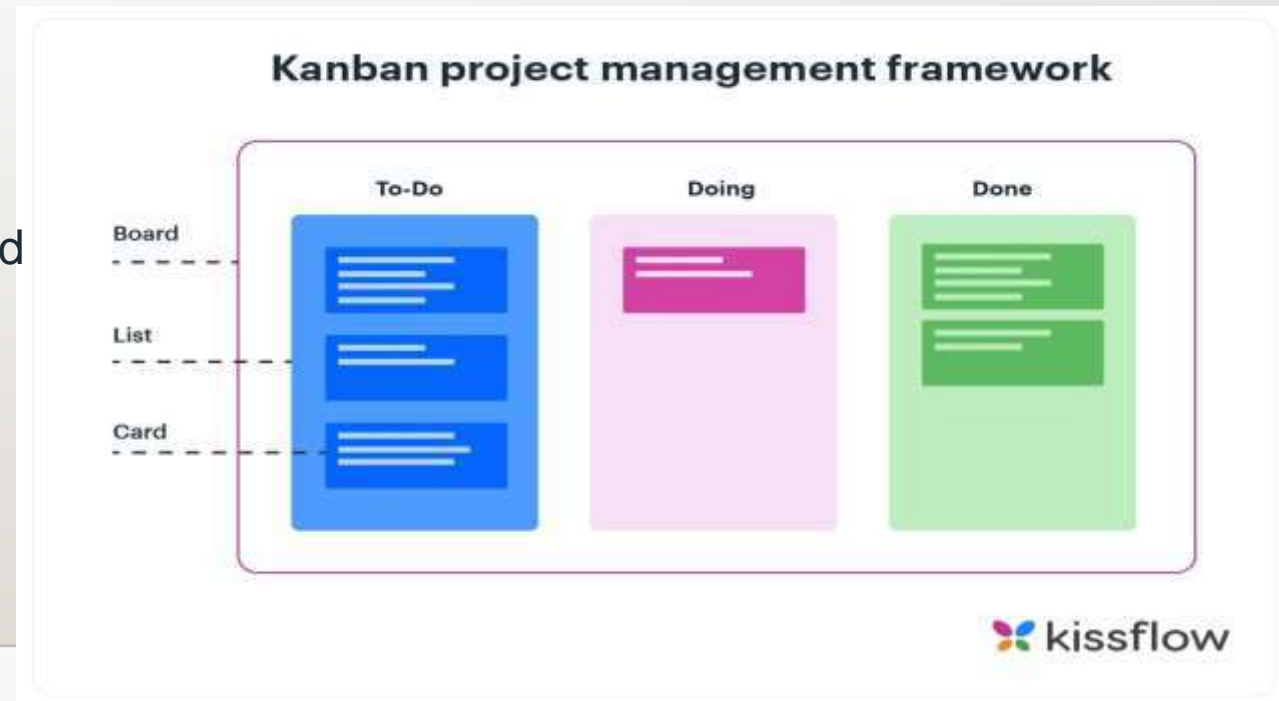 Kanban project management framework
To-Do
Doing
Done
Board
d
List
Card
kissflow